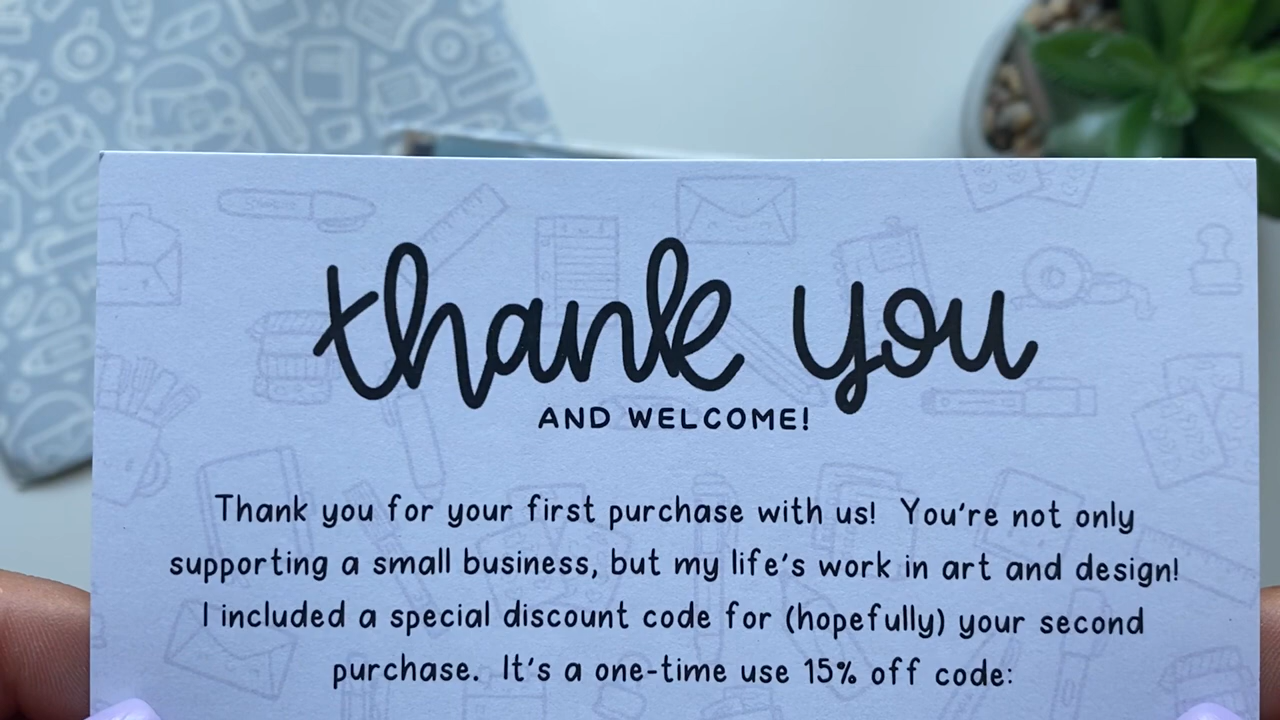 thank you
AND WELCOME!
Thank you for your first purchase with us!  You're not only
supporting a small business, but my life's work in art and design!
I included a special discount code for (hopefully) your second
purchase.  It's a one-time use 15% off code: